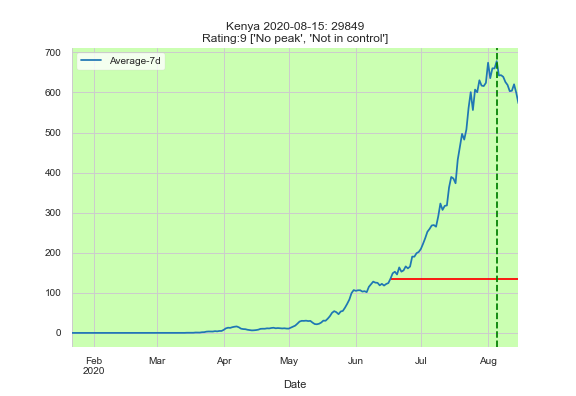 Kenya 2020-08-15: 29849
Rating:9 ['No peak', 'Not in control']
Average-7d
700
600
500
400
300
200
100
0
Feb
2020
Mar
Apr
May
Jun
Jul
Aug
Date